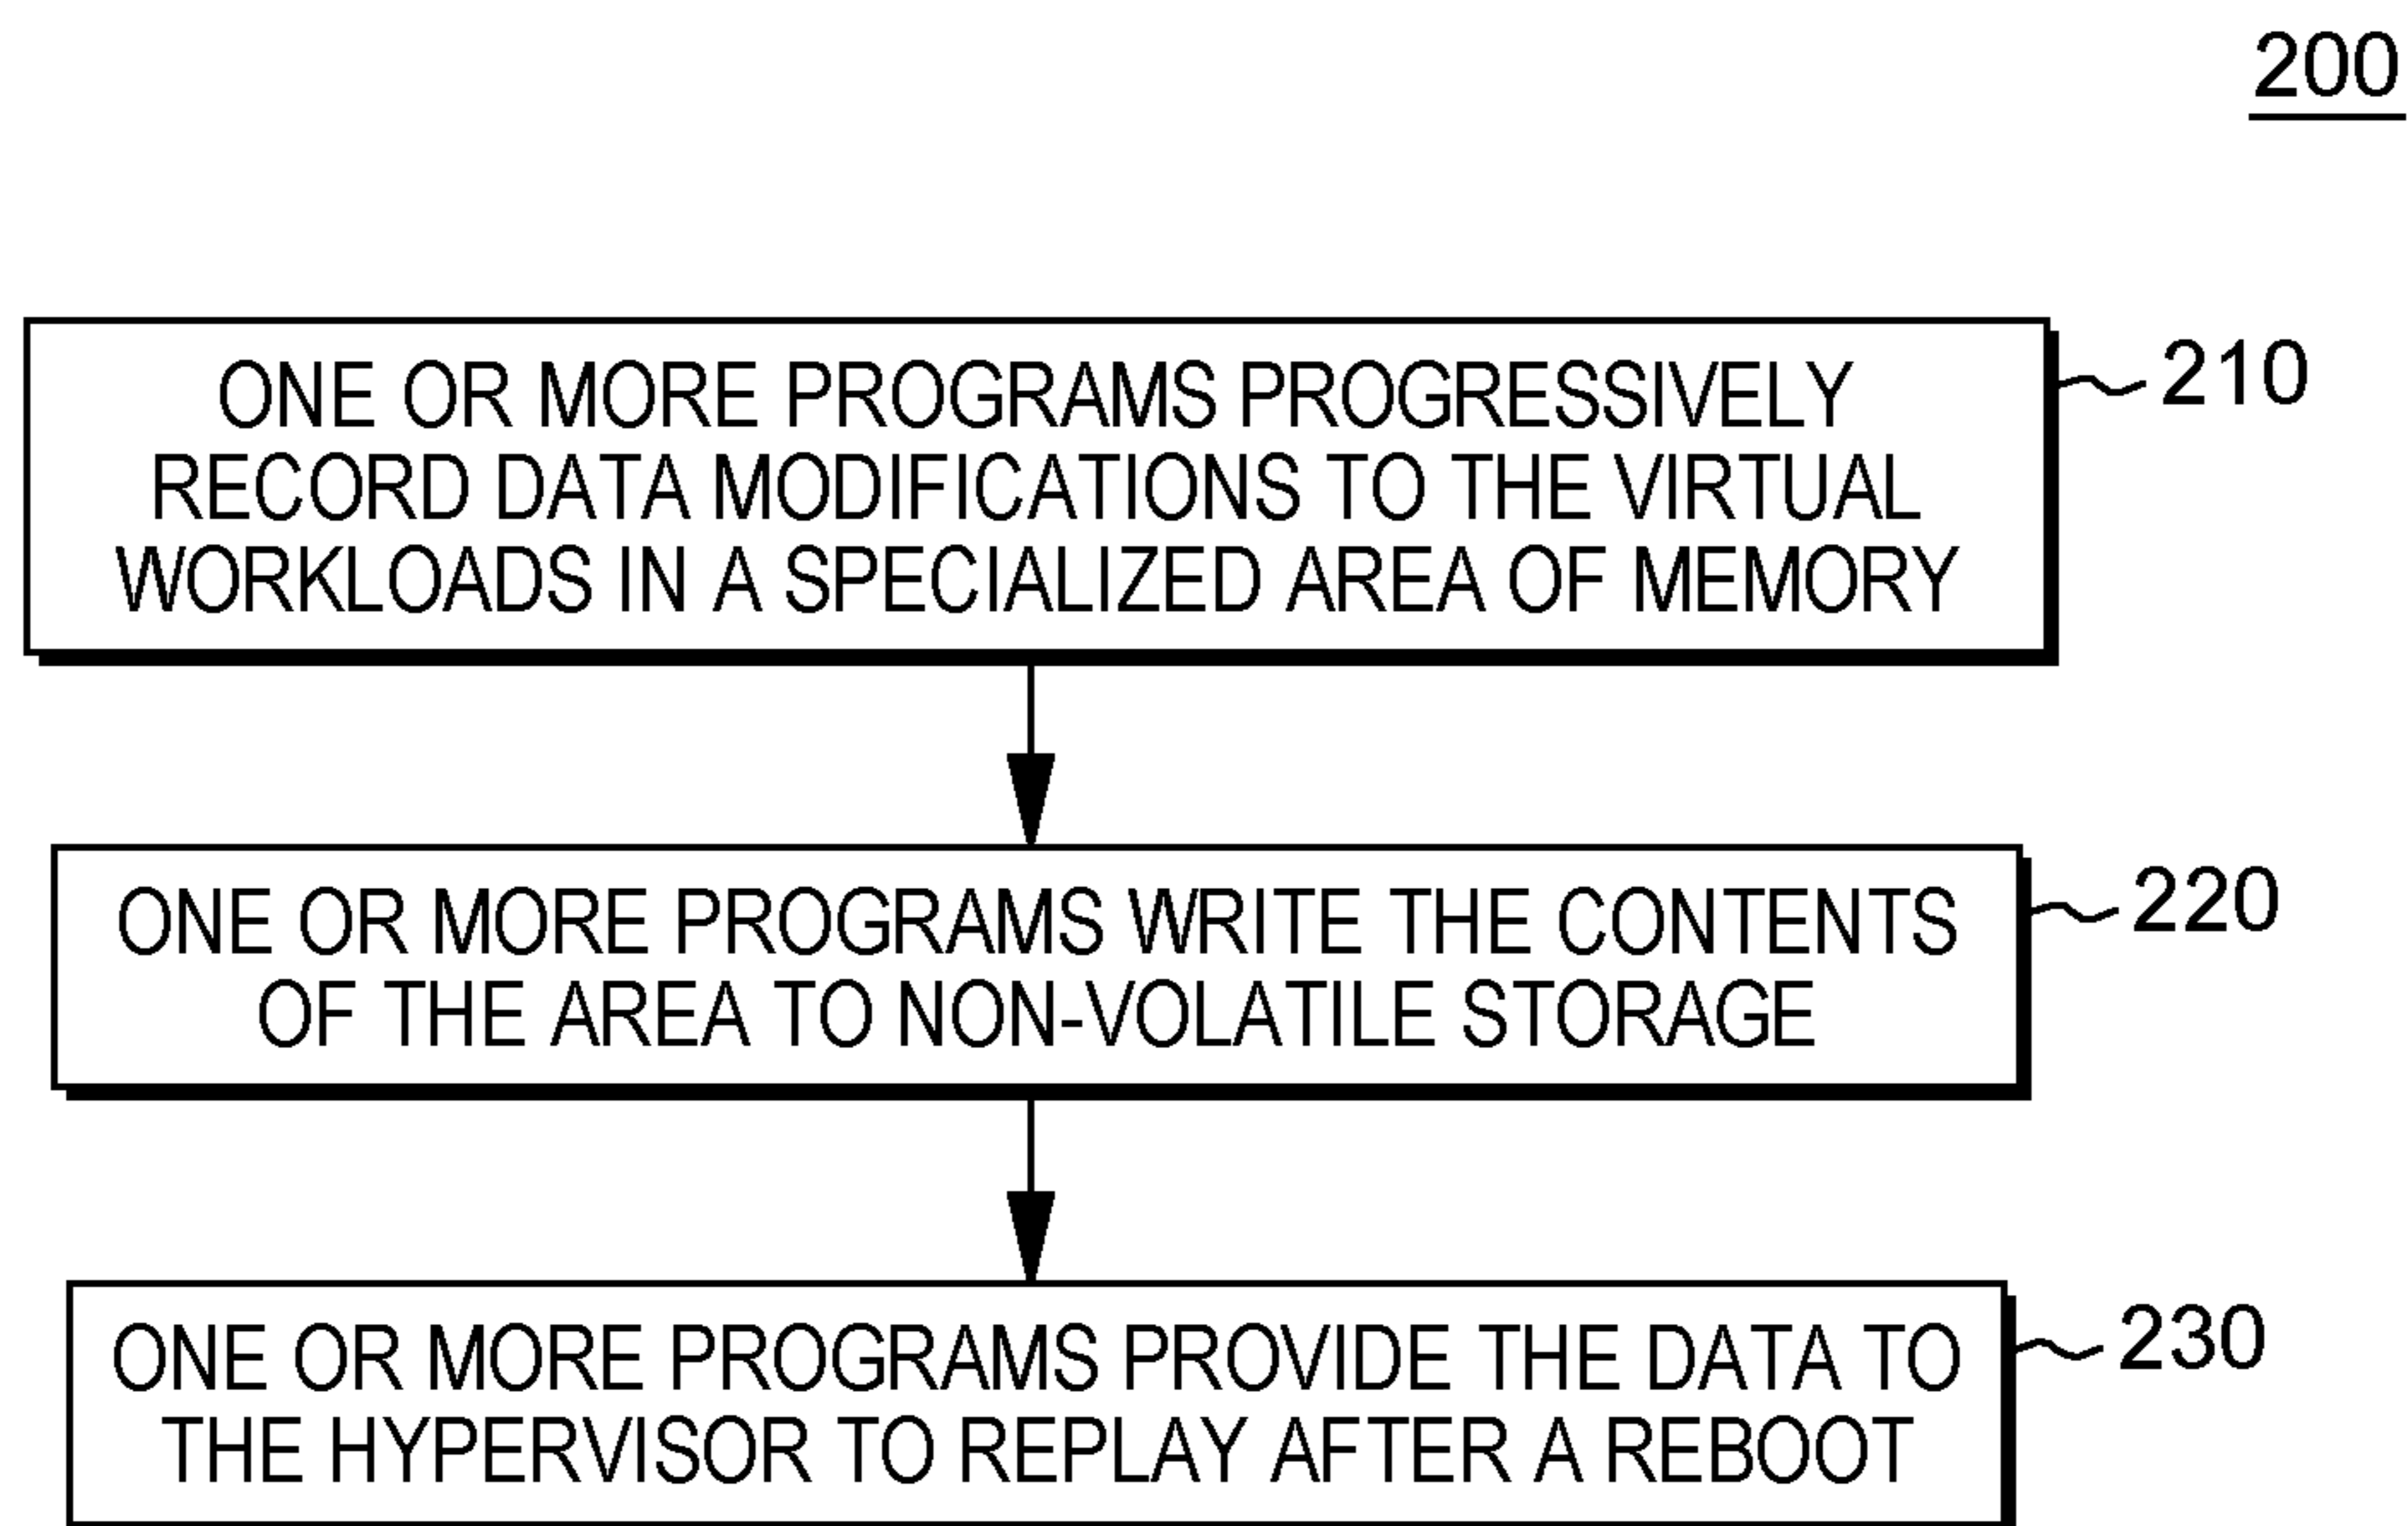 200
ONE OR MORE PROGRAMS PROGRESSIVELY
RECORD DATA MODIFICATIONS TO THE VIRTUAL
WORKLOADS IN A SPECIALIZED AREA OF MEMORY
210
ONE OR MORE PROGRAMS WRITE THE CONTENTS
OF THE AREA TO NON-VOLATILE STORAGE
220
ONE OR MORE PROGRAMS PROVIDE THE DATA TO
THE HYPERVISOR TO REPLAY AFTER A REBOOT
230